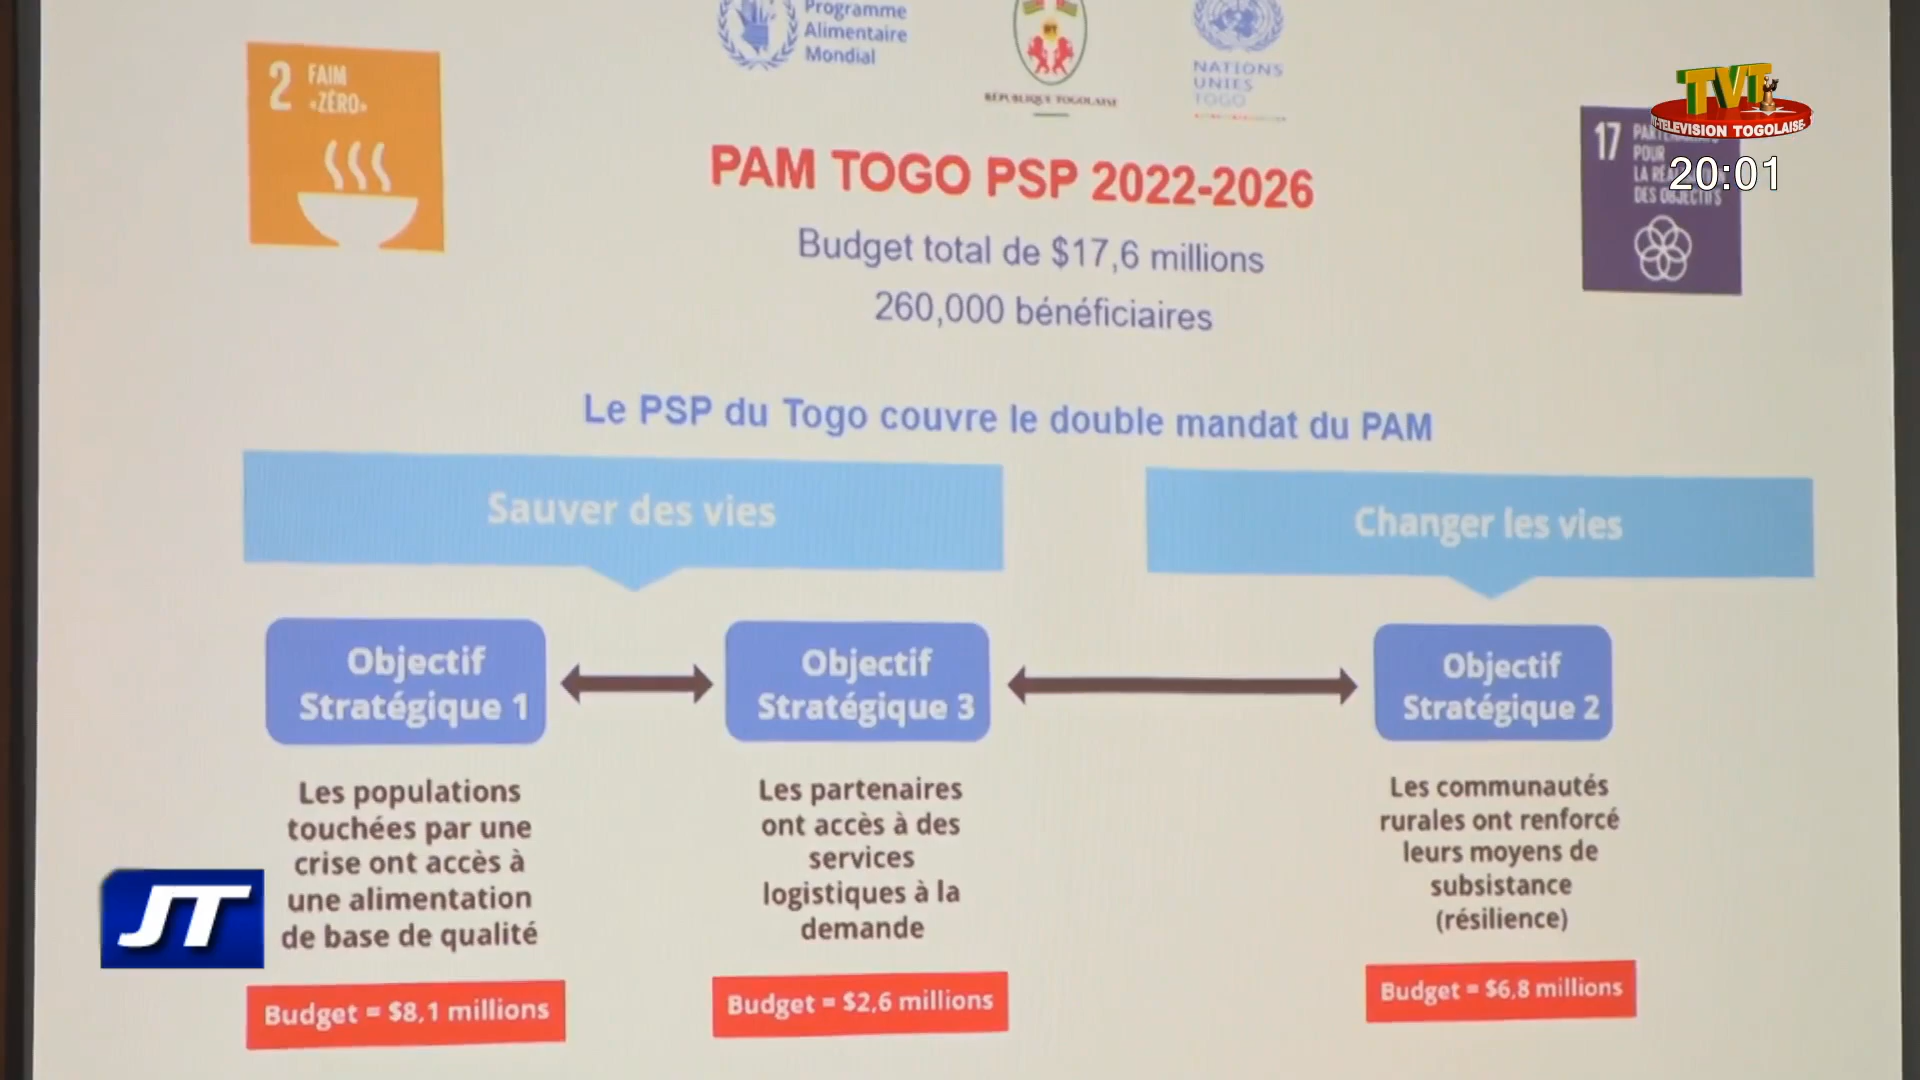 Programme
Alimentaire
Mondial
RÉPUBLIQUE TOGOLAISE
NATIONS
UNIES
TOGO
2 FAIM
«ZÉRO»
TVT
TELEVISION TOGOLAISE
20:01
17
POUR
DES OBJECTIFS
PAM TOGO PSP 2022-2026
Budget total de $17,6 millions
260,000 bénéficiaires
Le PSP du Togo couvre le double mandat du PAM
Sauver des vies
Changer les vies
Objectif
Stratégique 1
Objectif
Stratégique 3
Objectif
Stratégique 2
Les populations
touchées par une
crise ont accès à
une alimentation
de base de qualité
Les partenaires
ont accès à des
services
logistiques à la
demande
Les communautés
rurales ont renforcé
leurs moyens de
subsistance
(résilience)
JT
Budget = $8,1 millions
Budget = $2,6 millions
Budget = $6,8 millions